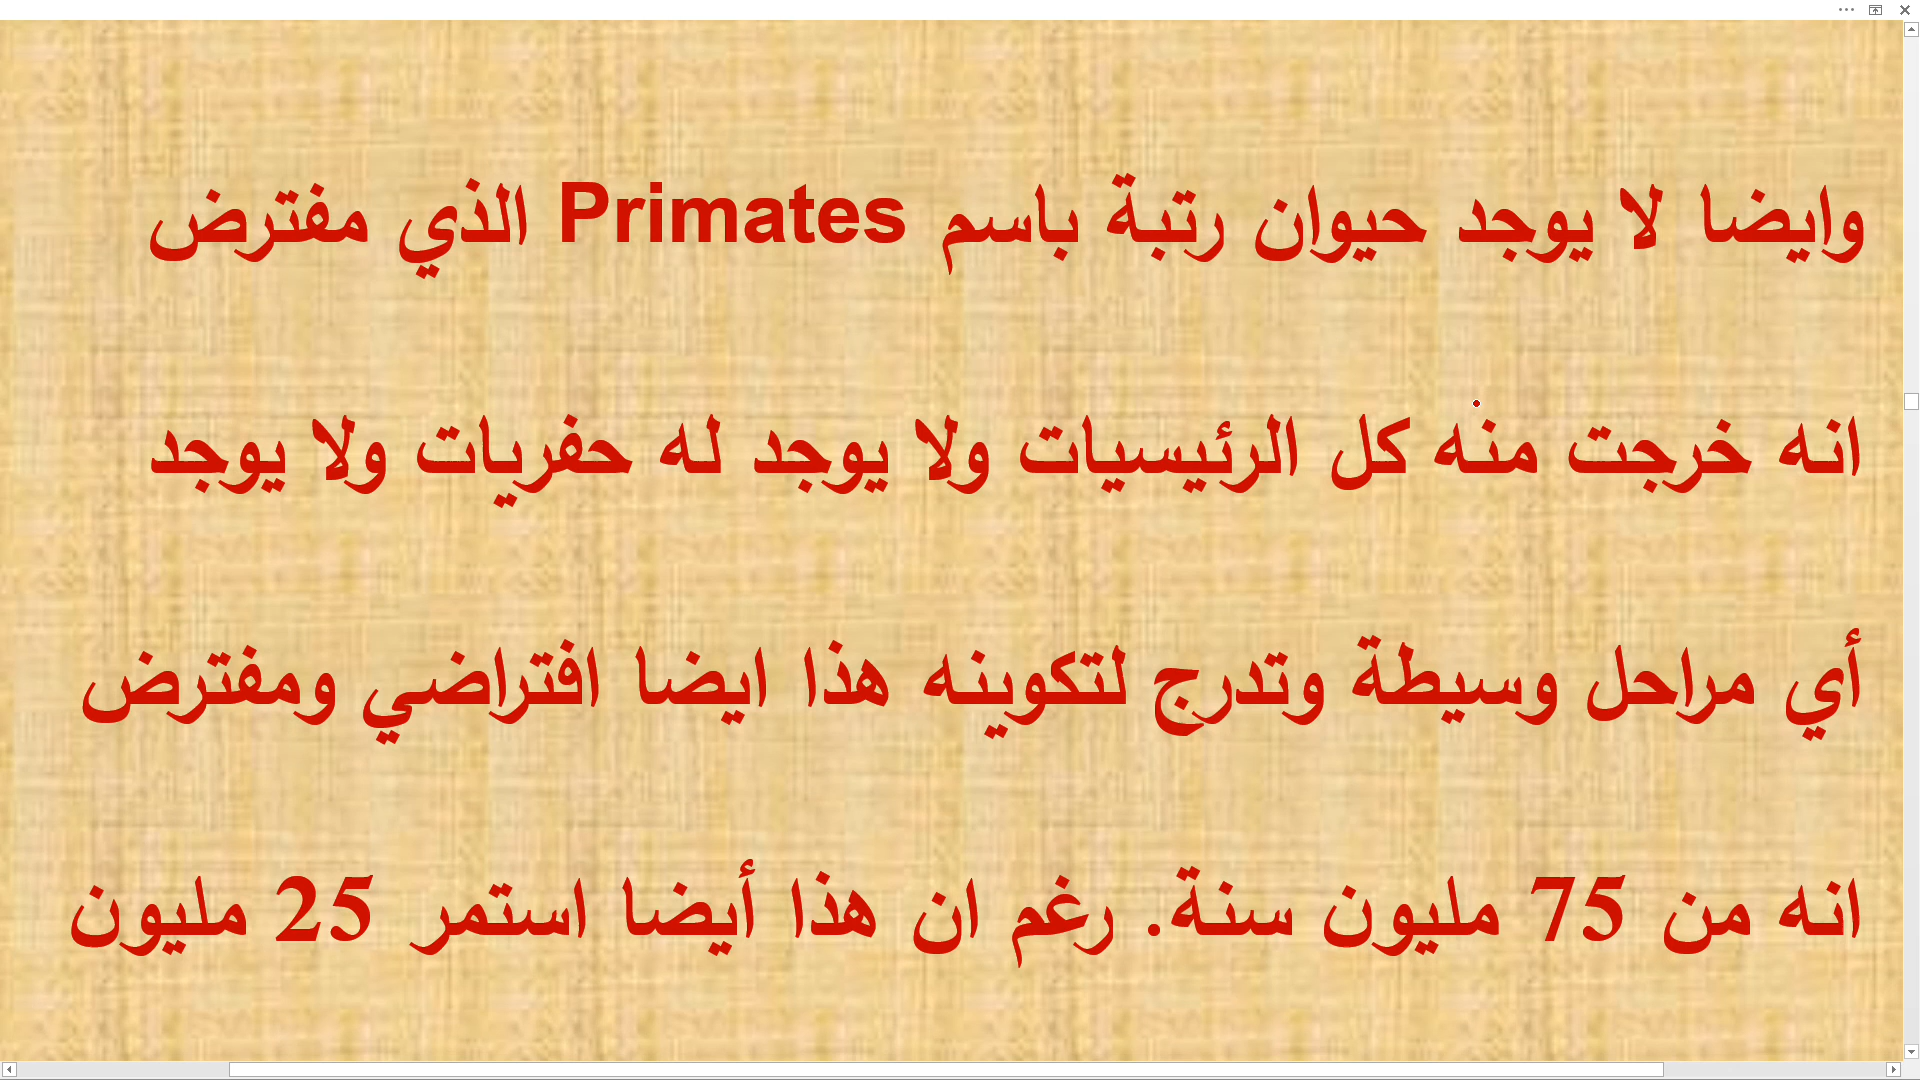 وايضا لا يوجد حيوان رتبة باسم Primates الذي مفترض
انه خرجت منه كل الرئيسيات ولا يوجد له حفريات ولا يوجد
أي مراحل وسيطة وتدرج لتكوينه هذا ايضا افتراضي ومفترض
انه من 75 مليون سنة. رغم ان هذا أيضا استمر 25 مليون